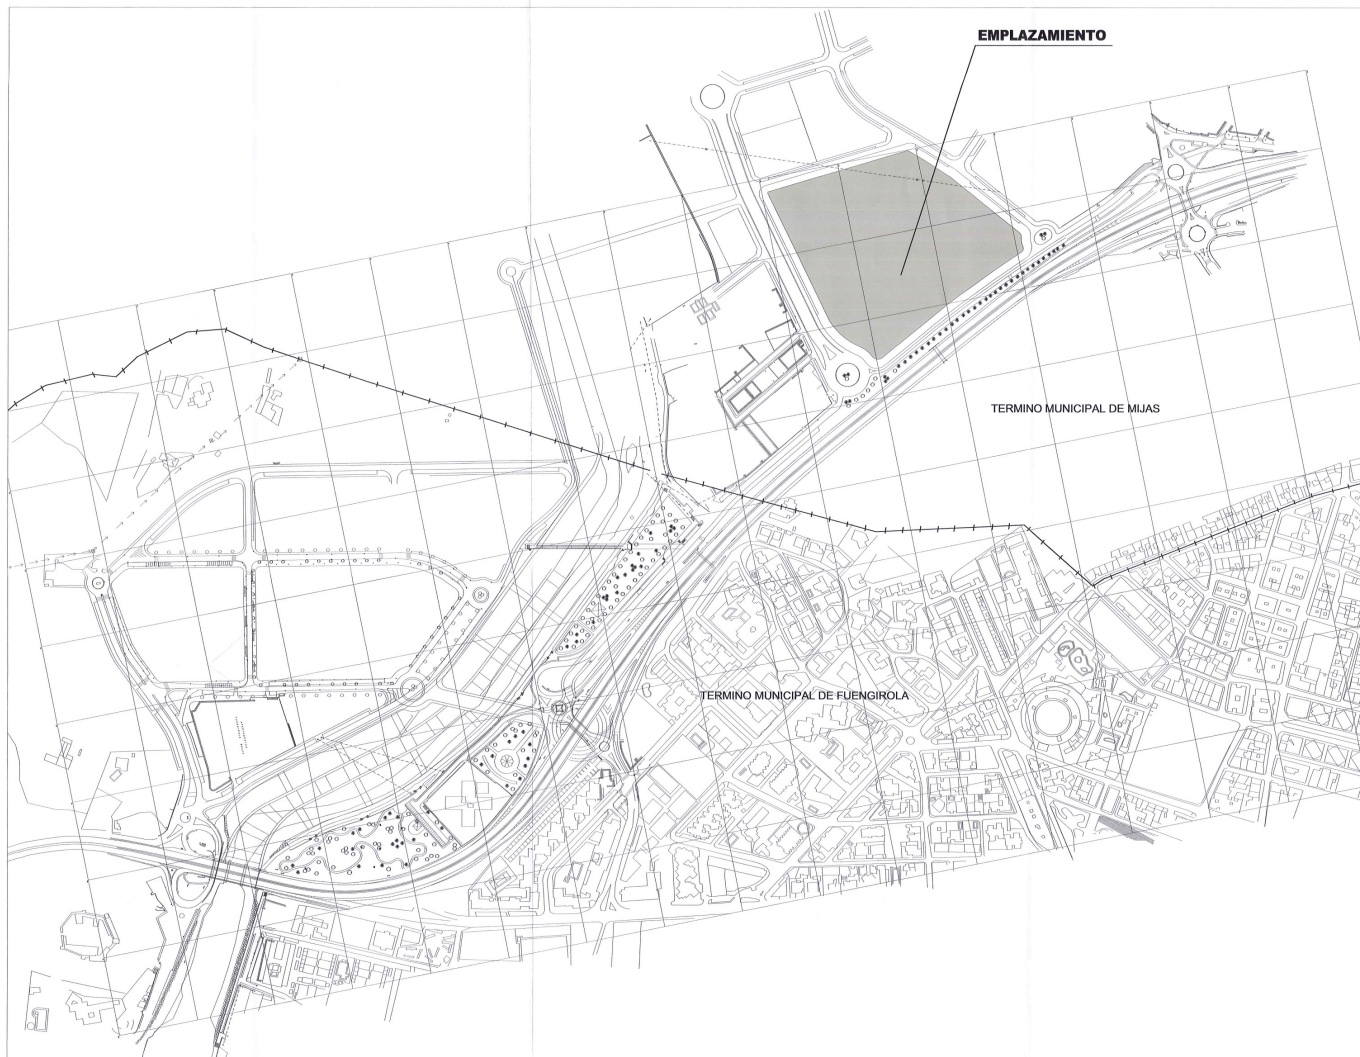 EMPLAZAMIENTO
TERMINO MUNICIPAL DE MIJAS
TERMINO MUNICIPAL DE FUENGIROLA